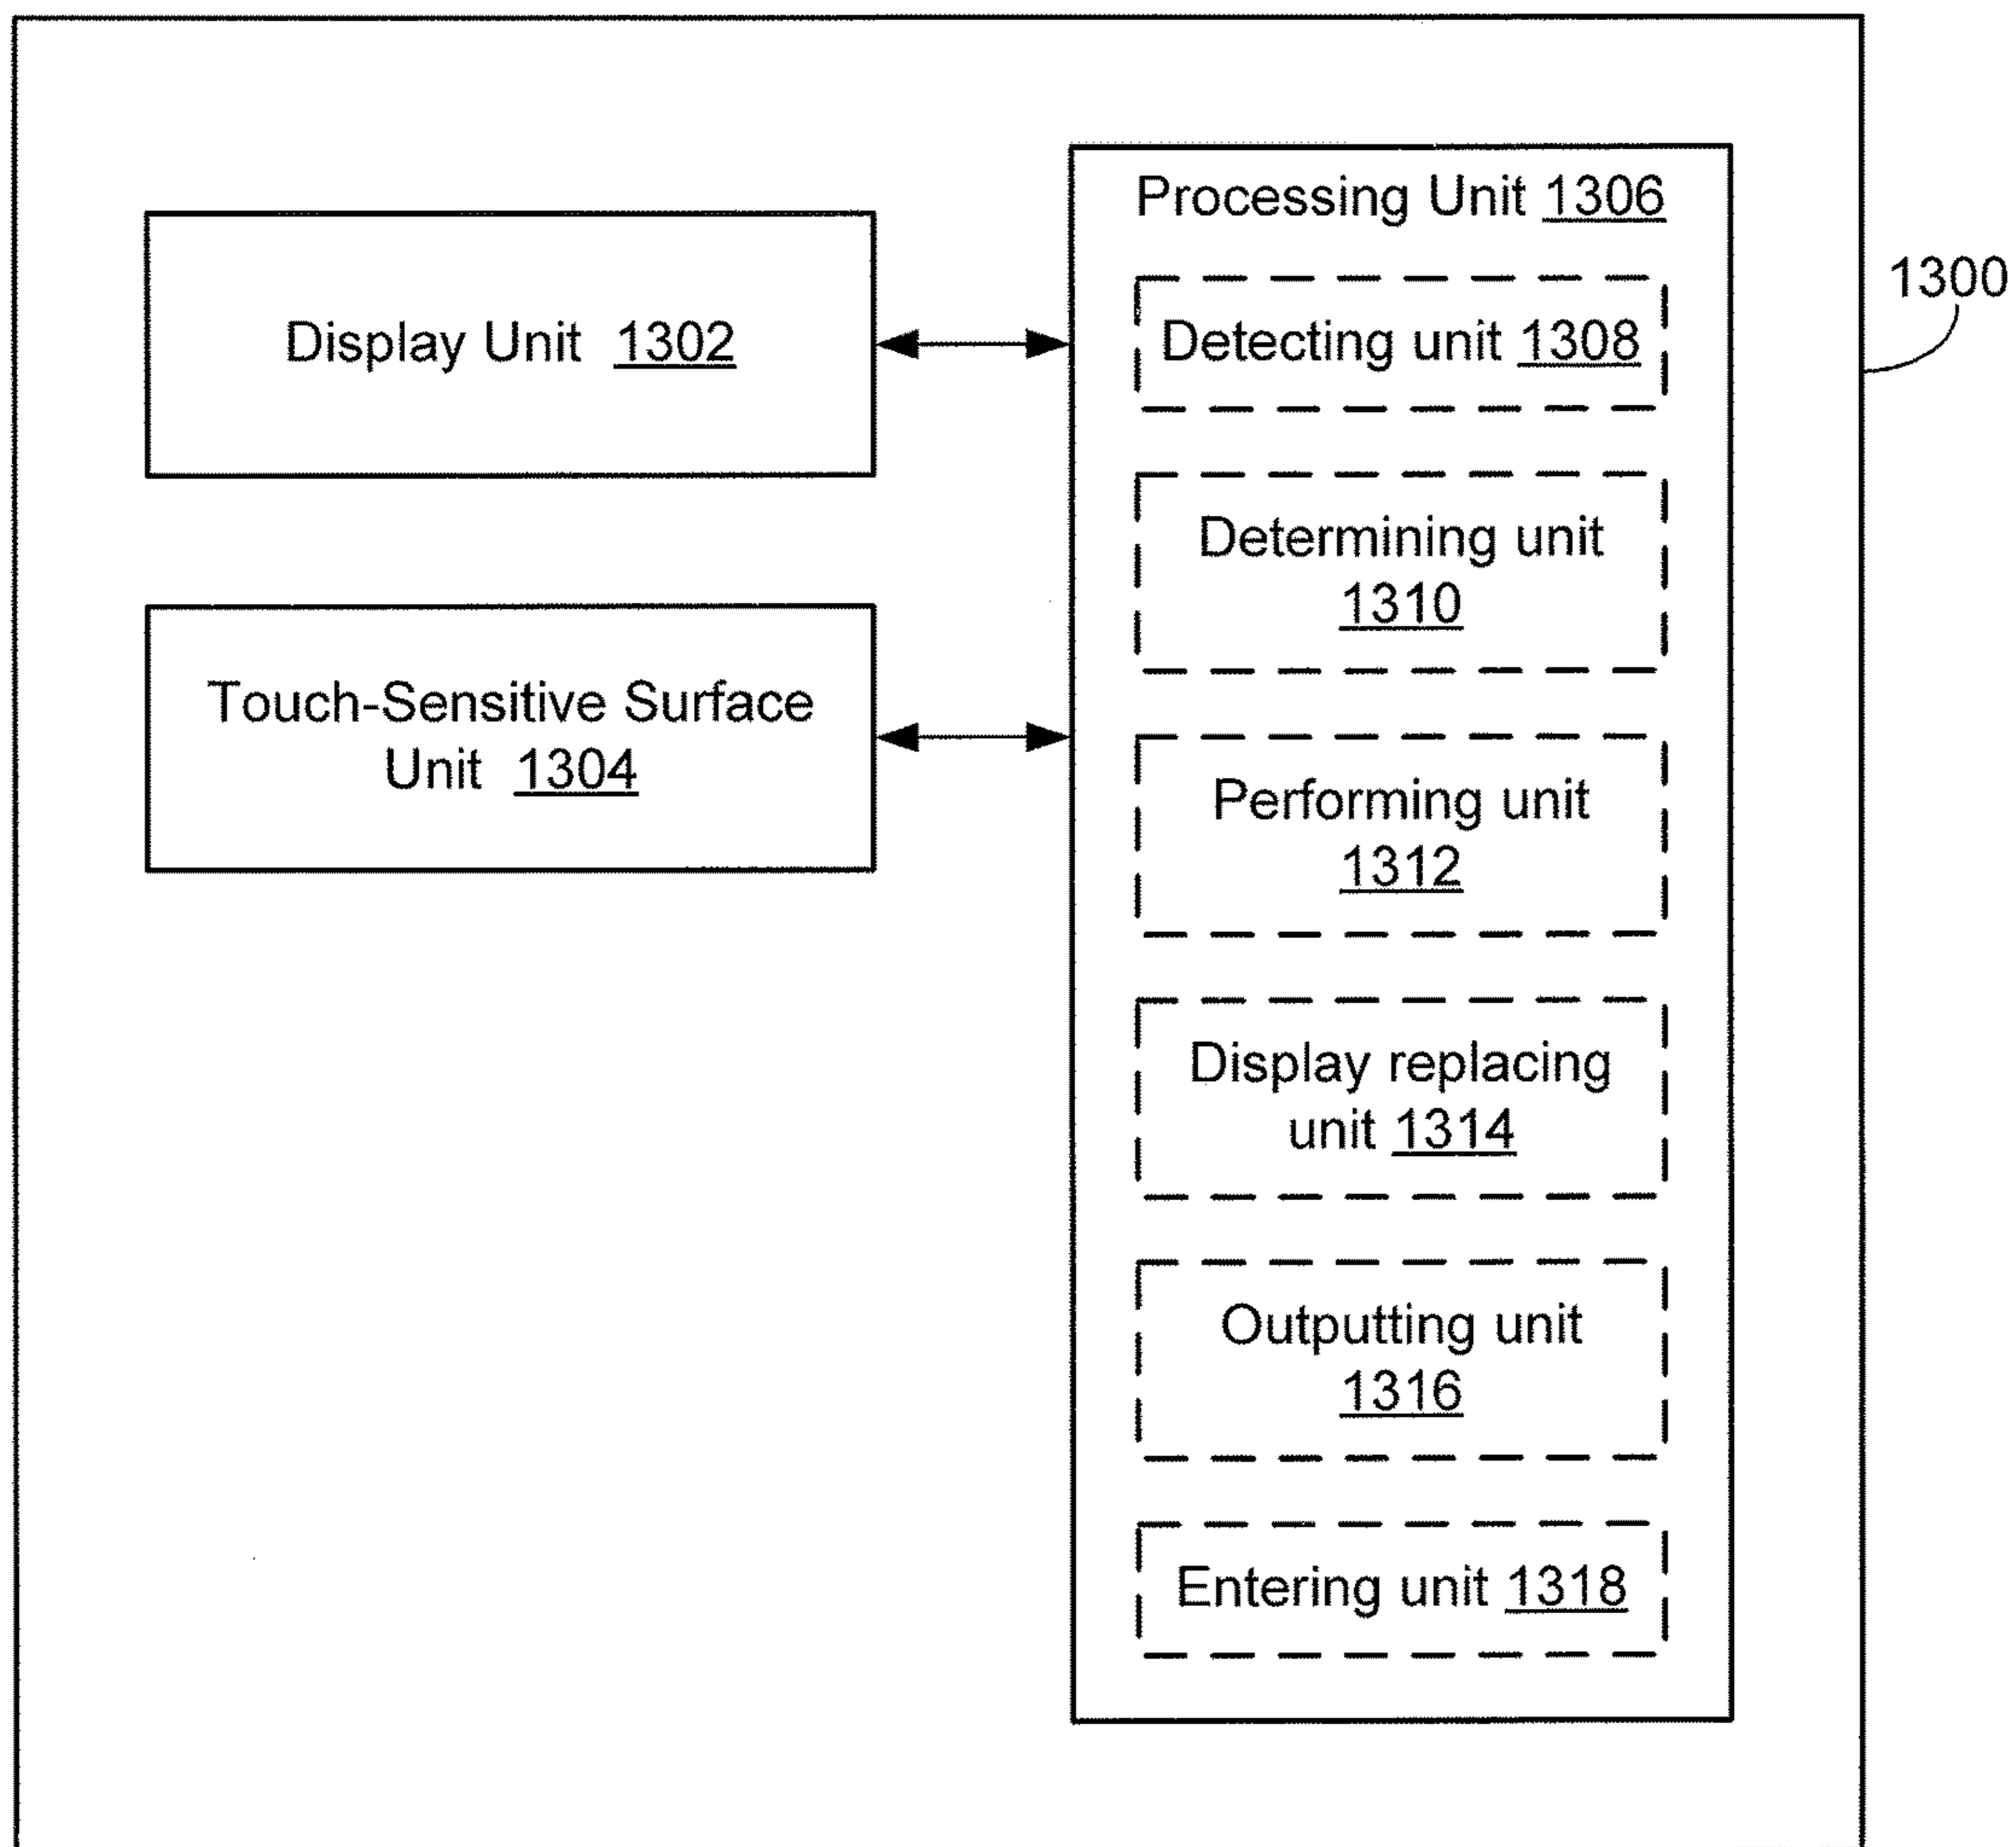 Display Unit 1302
Touch-Sensitive Surface
Unit 1304
Processing Unit 1306
Detecting unit 1308
Determining unit
1310
Performing unit
1312
Display replacing
unit 1314
Outputting unit
1316
Entering unit 1318
1300